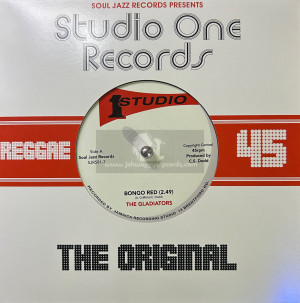 SOUL JAZZ RECORDS PRESENTS
Studio One
Records
1 STUDIO
Side A
Soul Jazz Records
Copyright Control
45rpm
Produced by
C.S. Dodd
REGGAE
45
BONGO RED (2.49)
THE GLADIATORS
THE ORIGINAL